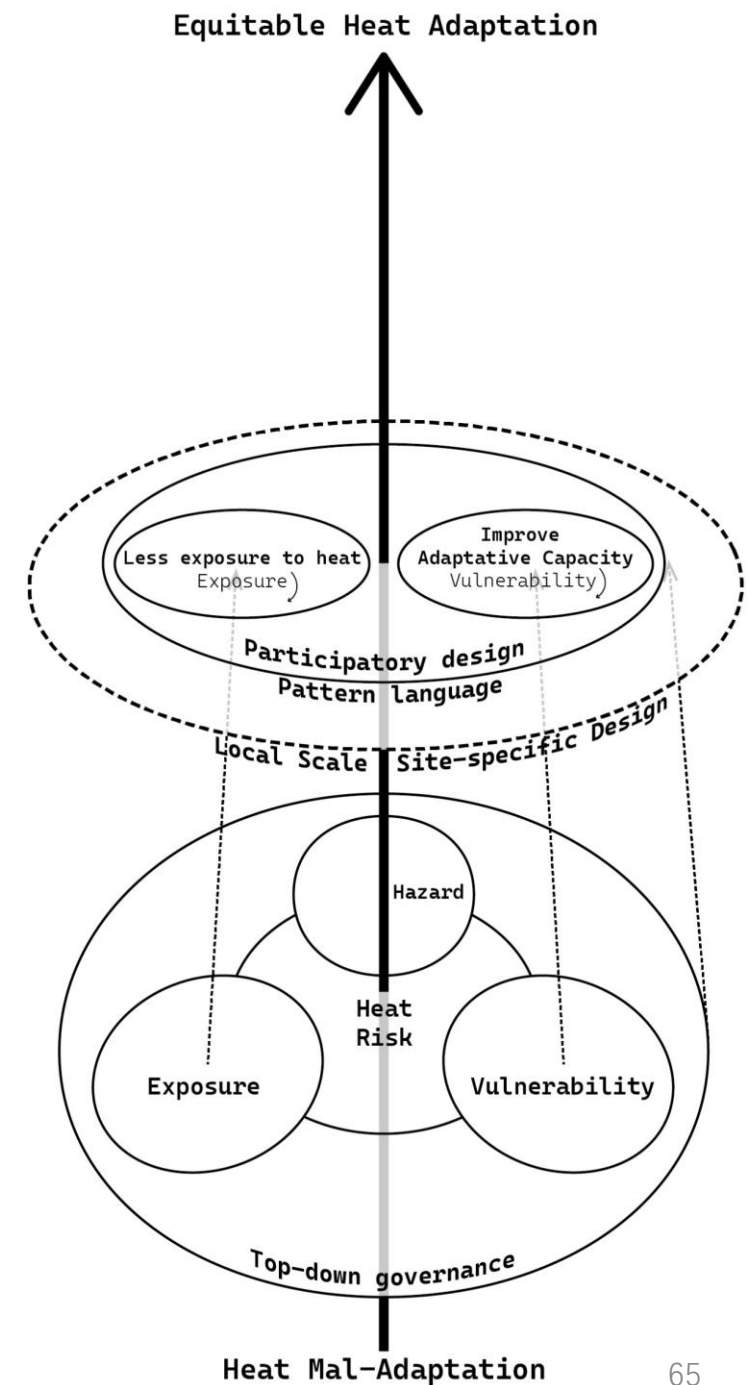 Equitable Heat Adaptation
Improve
Less exposure to heat
Adaptative Capacity
Exposure
Vulnerability
Participatory design
Pattern language
Local Scale
Site-specific Design
Hazard
Heat
Risk
Exposure
Vulnerability
Top-down governance
Heat Mal-Adaptation
65